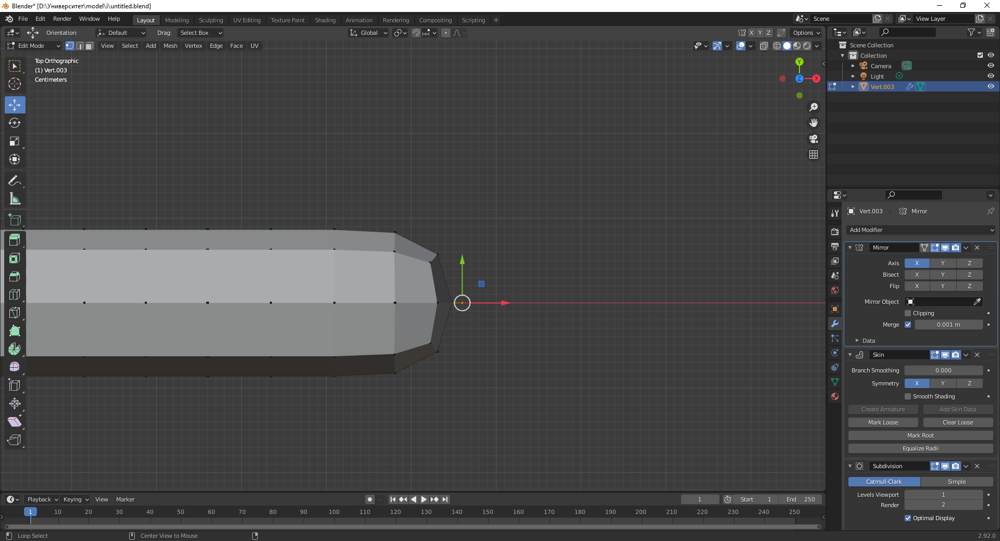 Blender* [D:\Университет\model\i\untitled.blend]
File Edit Render Window Help Layout Modeling Sculpting UV Editing Texture Paint Shading Animation Rendering Compositing Scripting + Scene View Layer
Orientation: Default Drag: Select Box Global X Y Z Options
Edit Mode View Select Add Mesh Vertex Edge Face UV
Top Orthographic
(1) Vert.003
Centimeters
Y
Z X
Scene Collection
Collection
Camera
Light
Vert.003
Vert.003 Mirror
Add Modifier
Mirror
Axis X Y Z
Bisect X Y Z
Flip X Y Z
Mirror Object
Clipping
Merge 0.001 m
Data
Skin
Branch Smoothing 0.000
Symmetry X Y Z
Smooth Shading
Create Armature Add Skin Data
Mark Loose Clear Loose
Mark Root
Equalize Radii
Subdivision
Catmull-Clark Simple
Levels Viewport 1
Render 2
Optimal Display
Playback Keying View Marker 1 Start 1 End 250
1 10 20 30 40 50 60 70 80 90 100 110 120 130 140 150 160 170 180 190 200 210 220 230 240 250
Loop Select Center View to Mouse 2.92.0